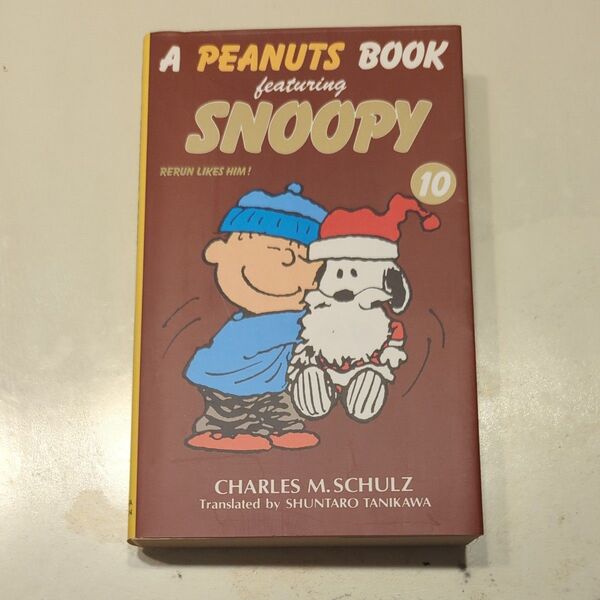 A PEANUTS BOOK
featuring
SNOOPY
RERUN LIKES HIM!
10
CHARLES M. SCHULZ
Translated by SHUNTARO TANIKAWA